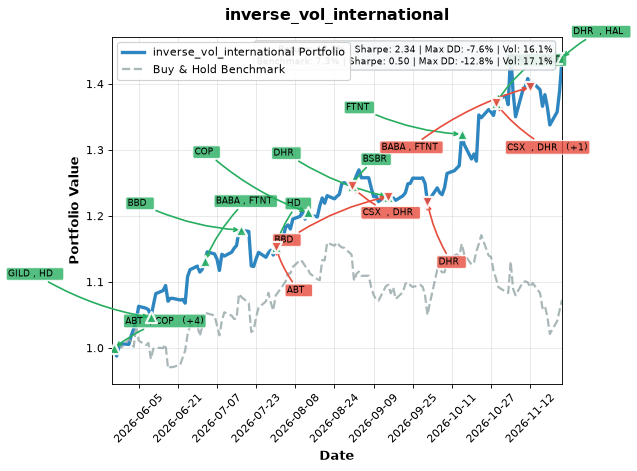 inverse_vol_international
DHR , HAL
inverse_vol_international Portfolio
Buy & Hold Benchmark
Sharpe: 2.34 | Max DD: -7.6% | Vol: 16.1%
Benchmark: 7.3% | Sharpe: 0.50 | Max DD: -12.8% | Vol: 17.1%
FTNT
BABA , FTNT
CSX , DHR (+1)
COP
DHR
BSBR
BBD
BABA , FTNT
HD
CSX , DHR
BBD
DHR
GILD , HD
ABT
ABT
COP (+4)
Portfolio Value
1.4
1.3
1.2
1.1
1.0
2026-06-05
2026-06-21
2026-07-07
2026-07-23
2026-08-08
2026-08-24
2026-09-09
2026-09-25
2026-10-11
2026-10-27
2026-11-12
Date